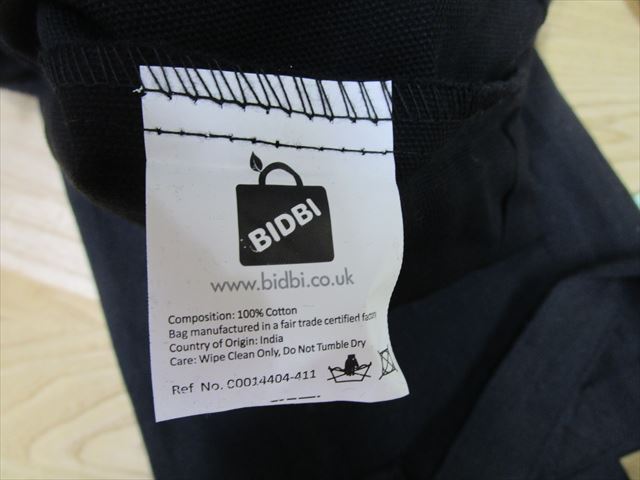 BIDBI
www.bidbi.co.uk
Composition: 100% Cotton
Bag manufactured in a fair trade certified
Country of Origin: India
Care: Wipe Clean Only, Do Not Tumble Dry
Ref No. C0014404-411